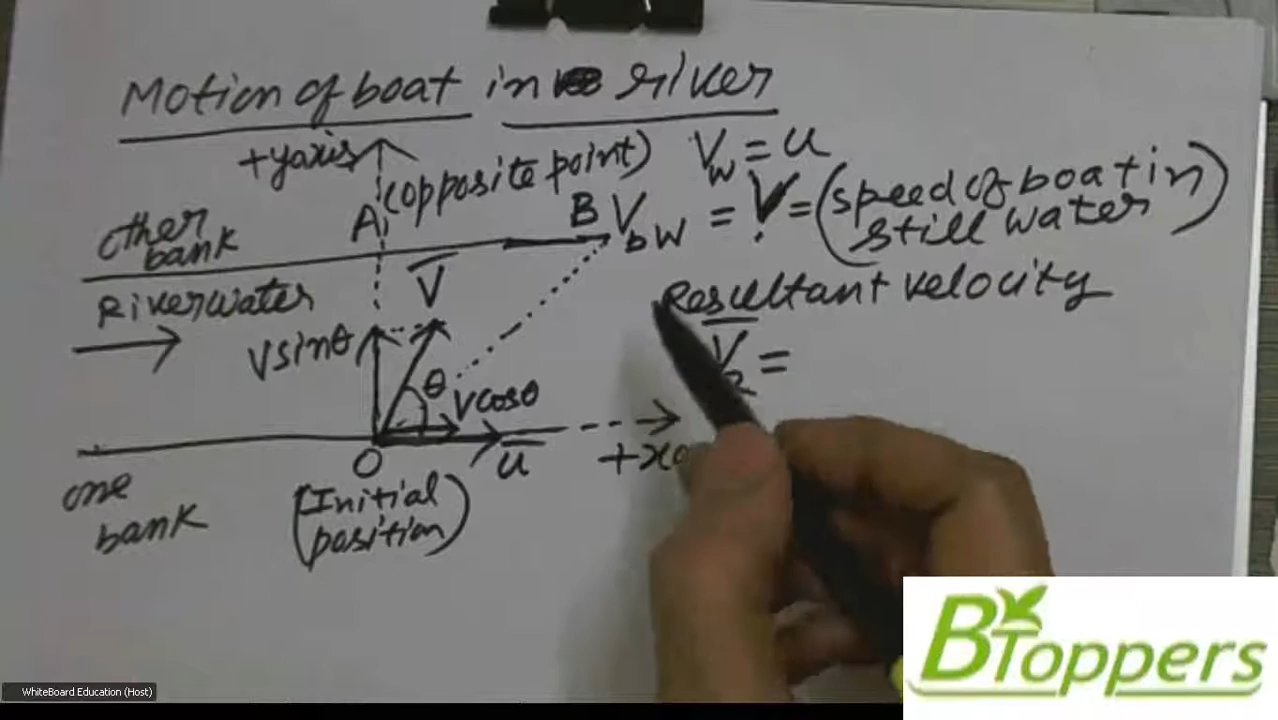 Motion of boat in river
+yaxis
(opposite point)
Vw = u
other
bank
A
B
VbW = V = (speed of boat in
still water)
River water
V
Resultant velocity
Vsinθ
θ
Vcosθ
O
u
one
bank
(Initial
position)
WhiteBoard Education (Host)
BToppers